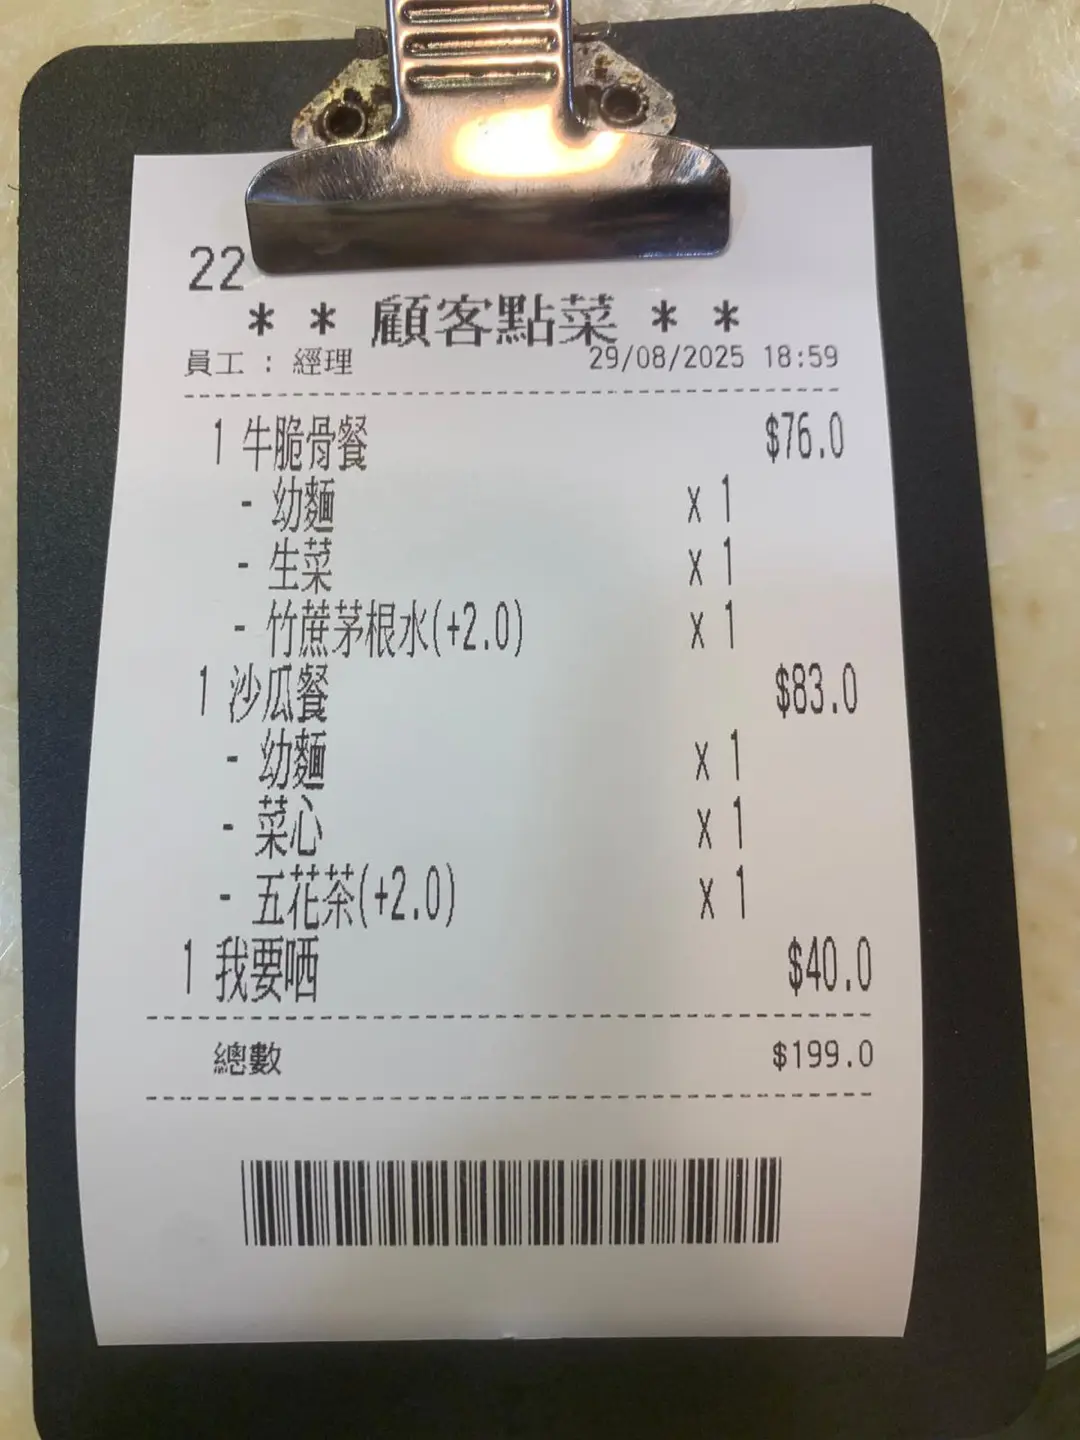 22
* * 顧客點菜 * *
員工 : 經理 29/08/2025 18:59
1 牛脆骨餐 $76.0
- 幼麵 x 1
- 生菜 x 1
- 竹蔗茅根水(+2.0) x 1
1 沙瓜餐 $83.0
- 幼麵 x 1
- 菜心 x 1
- 五花茶(+2.0) x 1
1 我要哂 $40.0
總數 $199.0